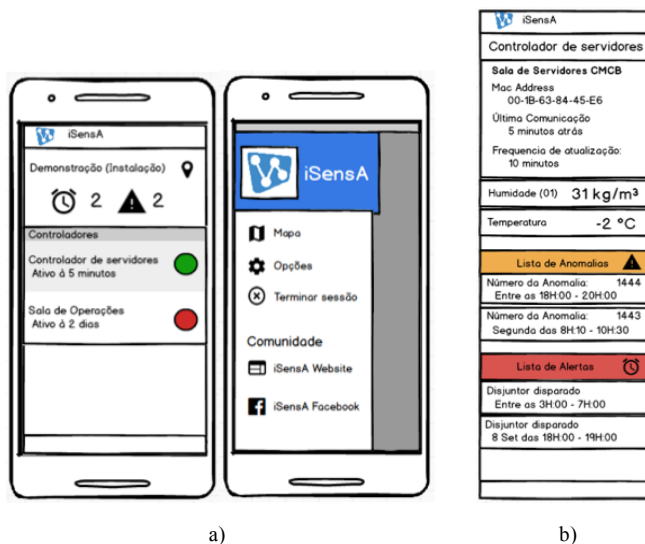 iSensA
Demonstração (Instalação)
2
2
Controladores
Controlador de servidores
Ativo à 5 minutos
Sala de Operações
Ativo à 2 dias
iSensA
Mapa
Opções
Terminar sessão
Comunidade
iSensA Website
iSensA Facebook
a)
iSensA
Controlador de servidores
Sala de Servidores CMCB
Mac Address
00-1B-63-84-45-E6
Última Comunicação
5 minutos atrás
Frequencia de atualização:
10 minutos
Humidade (01) 31 kg/m³
Temperatura -2 °C
Lista de Anomalias
Número da Anomalia: 1444
Entre as 18H:00 - 20H:00
Número da Anomalia: 1443
Segunda das 8H:10 - 10H:30
Lista de Alertas
Disjuntor disparado
Entre as 3H:00 - 7H:00
Disjuntor disparado
8 Set das 18H:00 - 19H:00
b)